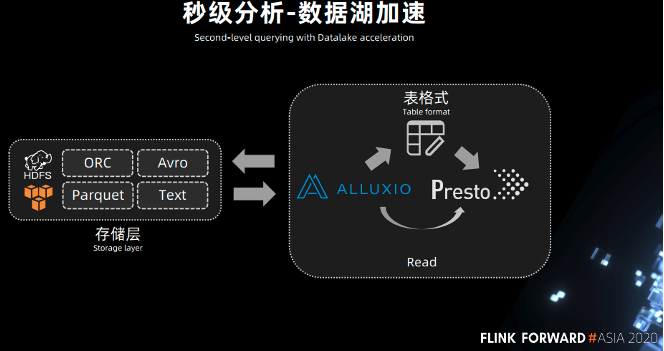 秒级分析-数据湖加速
Second-level querying with Datalake acceleration
表格式
Table format
HDFS
ORC
Avro
Parquet
Text
ALLUXIO
Presto
存储层
Storage layer
Read
FLINK FORWARD #ASIA 2020